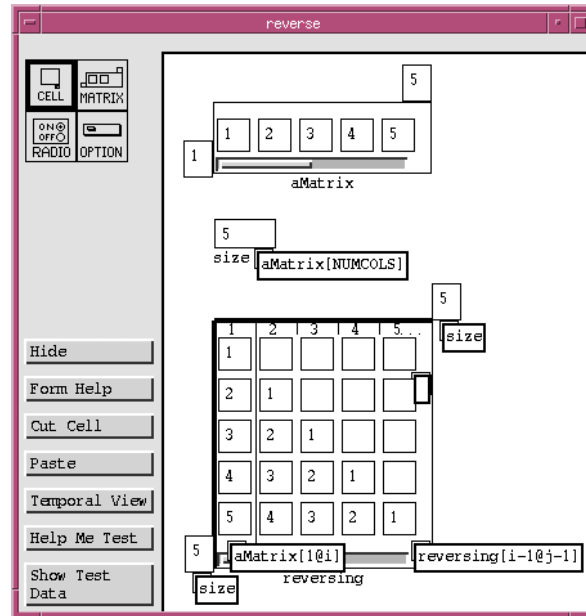 reverse
CELL MATRIX
ON OFF
RADIO OPTION
5
1 2 3 4 5
1
aMatrix
5
size aMatrix[NUMCOLS]
5
size
1 2 3 4 5...
1
2 1
3 2 1
4 3 2 1
5 4 3 2 1
5 aMatrix[1@i] reversing[i-1@j-1]
size reversing
Hide
Form Help
Cut Cell
Paste
Temporal View
Help Me Test
Show Test
Data